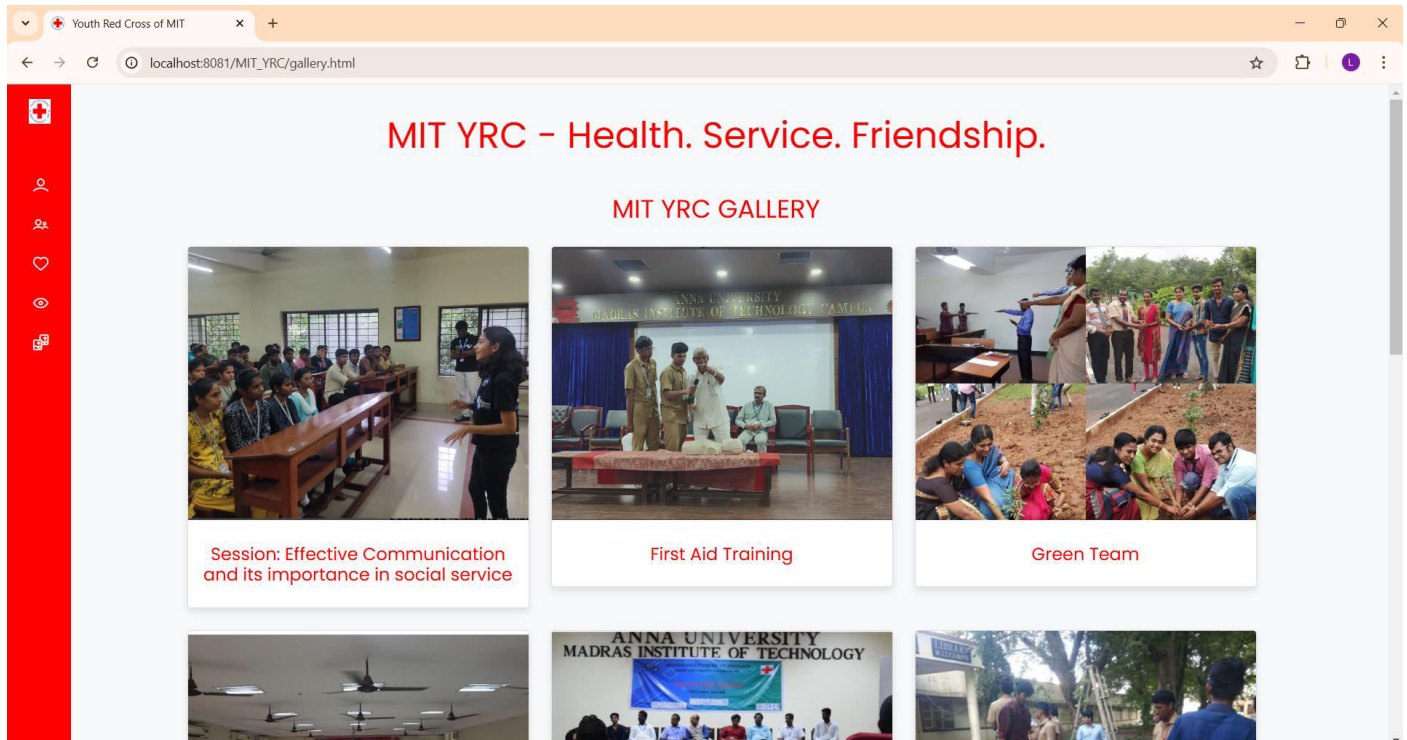 Youth Red Cross of MIT
localhost:8081/MIT_YRC/gallery.html
L
MIT YRC - Health. Service. Friendship.
MIT YRC GALLERY
ANNA UNIVERSITY
MADRAS INSTITUTE OF TECHNOLOGY CAMPUS
Session: Effective Communication
and its importance in social service
First Aid Training
Green Team
ANNA UNIVERSITY
MADRAS INSTITUTE OF TECHNOLOGY
LIBRARY